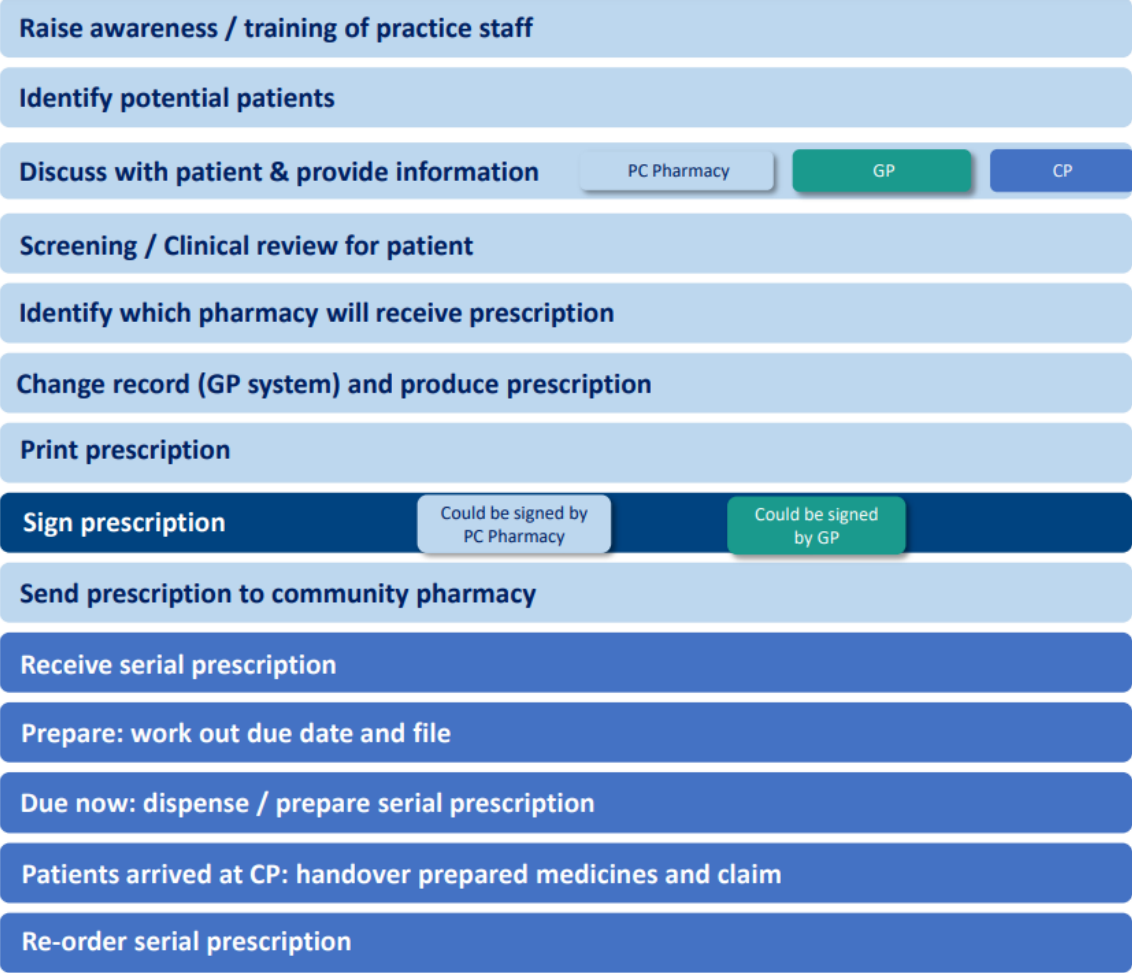 Raise awareness / training of practice staff
Identify potential patients
Discuss with patient & provide information
PC Pharmacy
GP
CP
Screening / Clinical review for patient
Identify which pharmacy will receive prescription
Change record (GP system) and produce prescription
Print prescription
Sign prescription
Could be signed by
PC Pharmacy
Could be signed
by GP
Send prescription to community pharmacy
Receive serial prescription
Prepare: work out due date and file
Due now: dispense / prepare serial prescription
Patients arrived at CP: handover prepared medicines and claim
Re-order serial prescription